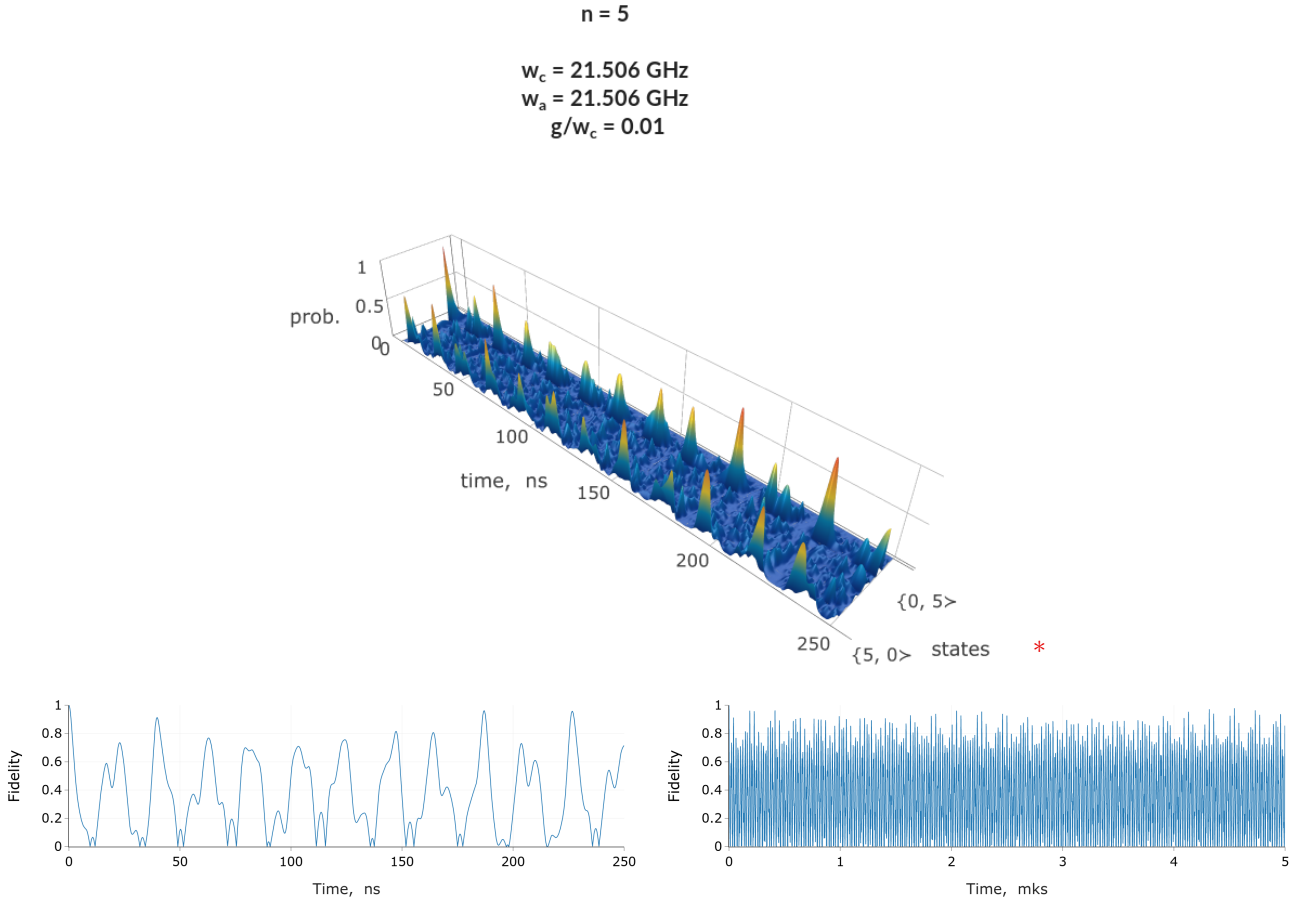 n = 5
wc = 21.506 GHz
wa = 21.506 GHz
g/wc = 0.01
1
0.5
prob.
0
0
50
100
time, ns
150
200
250
{0, 5≻
{5, 0≻ states *
1
0.8
0.6
0.4
0.2
0
Fidelity
0 50 100 150 200 250
Time, ns
1
0.8
0.6
0.4
0.2
0
Fidelity
0 1 2 3 4 5
Time, mks